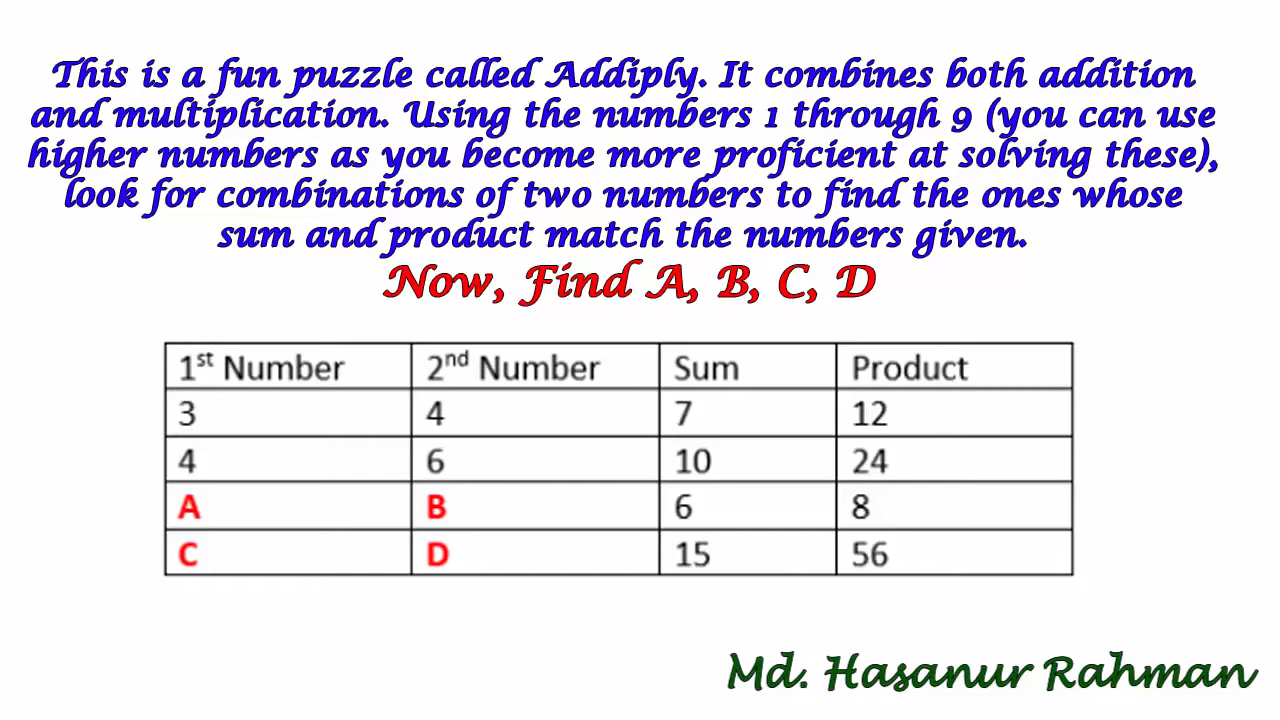 This is a fun puzzle called Addiply. It combines both addition
and multiplication. Using the numbers 1 through 9 (you can use
higher numbers as you become more proficient at solving these),
look for combinations of two numbers to find the ones whose
sum and product match the numbers given.
Now, Find A, B, C, D
1st Number 2nd Number Sum Product
3 4 7 12
4 6 10 24
A B 6 8
C D 15 56
Md. Hasanur Rahman